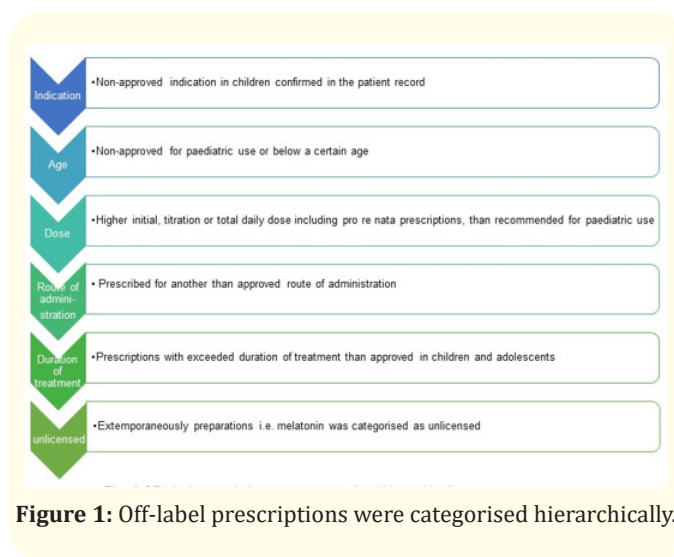 Indication
•Non-approved indication in children confirmed in the patient record
Age
•Non-approved for paediatric use or below a certain age
Dose
•Higher initial, titration or total daily dose including pro re nata prescriptions, than recommended for paediatric use
Route of
admini-
stration
• Prescribed for another than approved route of administration
Duration
of
treatment
•Prescriptions with exceeded duration of treatment than approved in children and adolescents
unlicensed
•Extemporaneously preparations i.e. melatonin was categorised as unlicensed
Figure 1: Off-label prescriptions were categorised hierarchically.